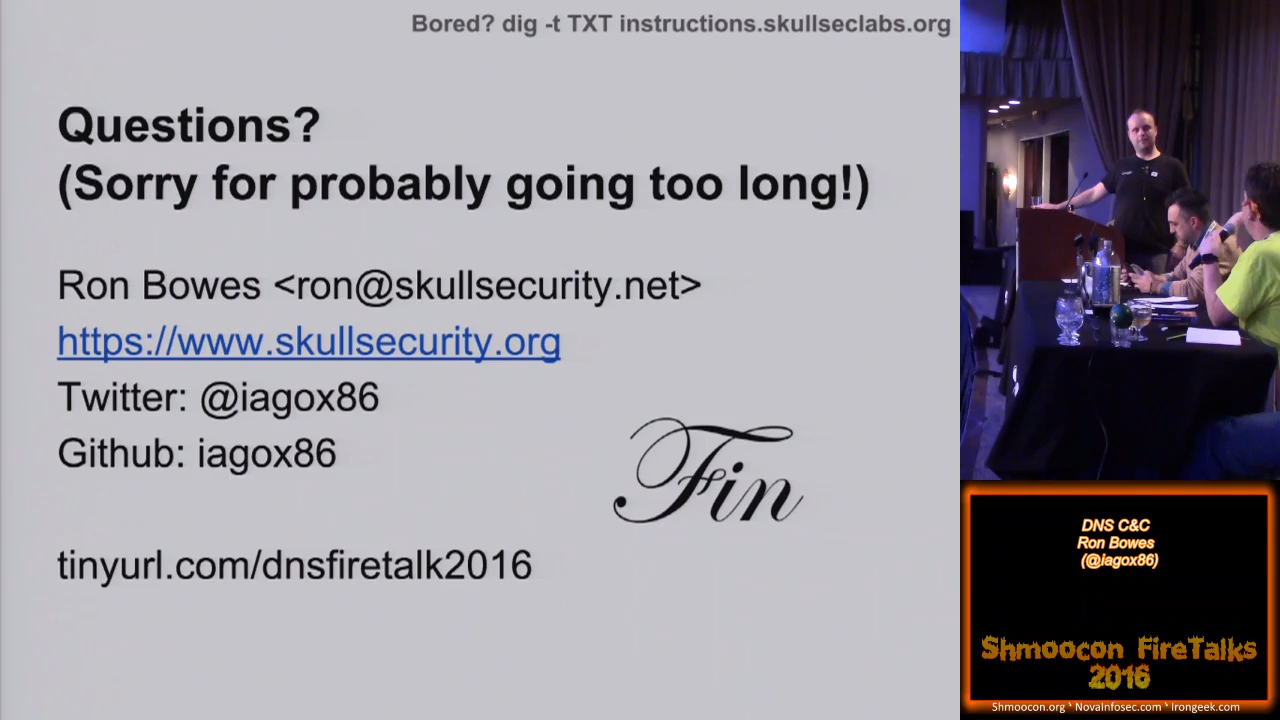 Bored? dig -t TXT instructions.skullseclabs.org
Questions?
(Sorry for probably going too long!)
Ron Bowes <ron@skullsecurity.net>
https://www.skullsecurity.org
Twitter: @iagox86
Github: iagox86
Fin
tinyurl.com/dnsfiretalk2016
DNS C&C
Ron Bowes
(@iagox86)
Shmoocon FireTalks
2016
Shmoocon.org ` NovaInfosec.com ` Irongeek.com